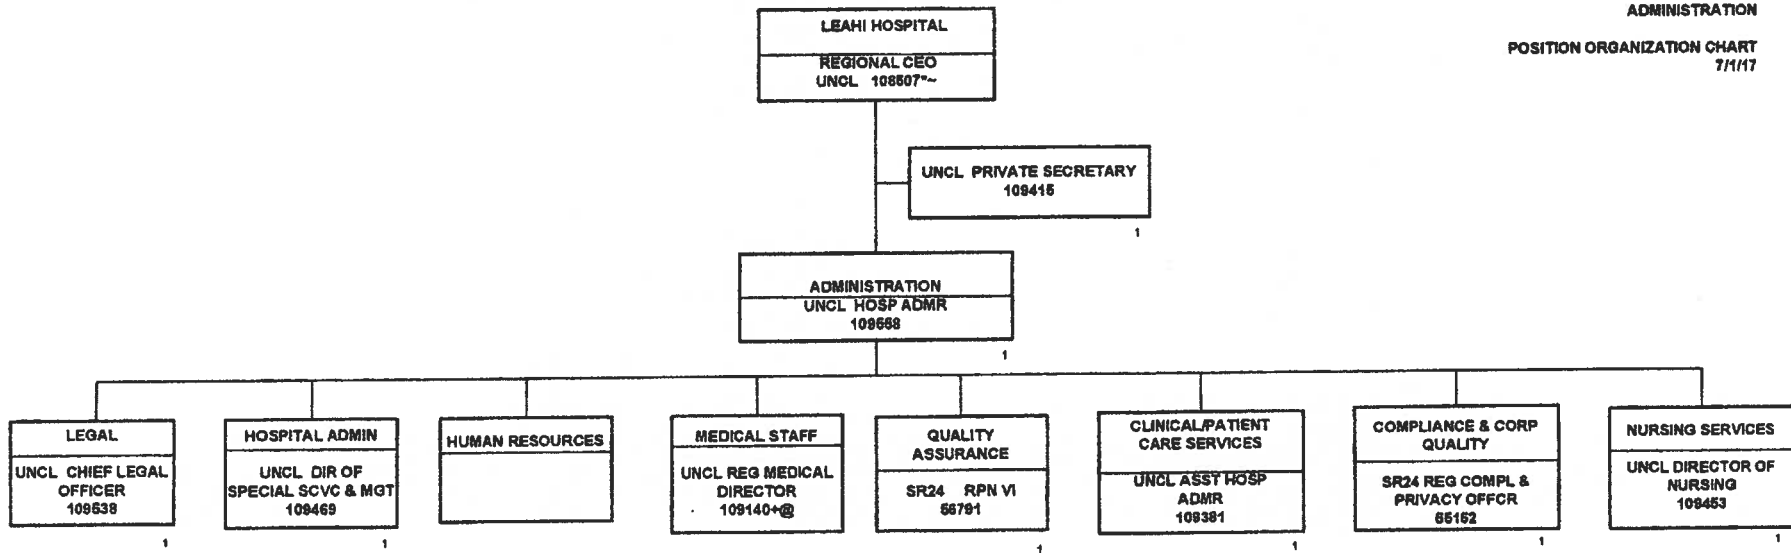 ADMINISTRATION
POSITION ORGANIZATION CHART
7/1/17
LEAHI HOSPITAL
REGIONAL CEO
UNCL 108507*~
UNCL PRIVATE SECRETARY
109415
1
ADMINISTRATION
UNCL HOSP ADMR
109558
1
LEGAL
UNCL CHIEF LEGAL
OFFICER
109538
1
HOSPITAL ADMIN
UNCL DIR OF
SPECIAL SCVC & MGT
109469
1
HUMAN RESOURCES
MEDICAL STAFF
UNCL REG MEDICAL
DIRECTOR
109140+@
QUALITY
ASSURANCE
SR24 RPN VI
56791
1
CLINICAL/PATIENT
CARE SERVICES
UNCL ASST HOSP
ADMR
109381
1
COMPLIANCE & CORP
QUALITY
SR24 REG COMPL &
PRIVACY OFFCR
65152
1
NURSING SERVICES
UNCL DIRECTOR OF
NURSING
109453
1